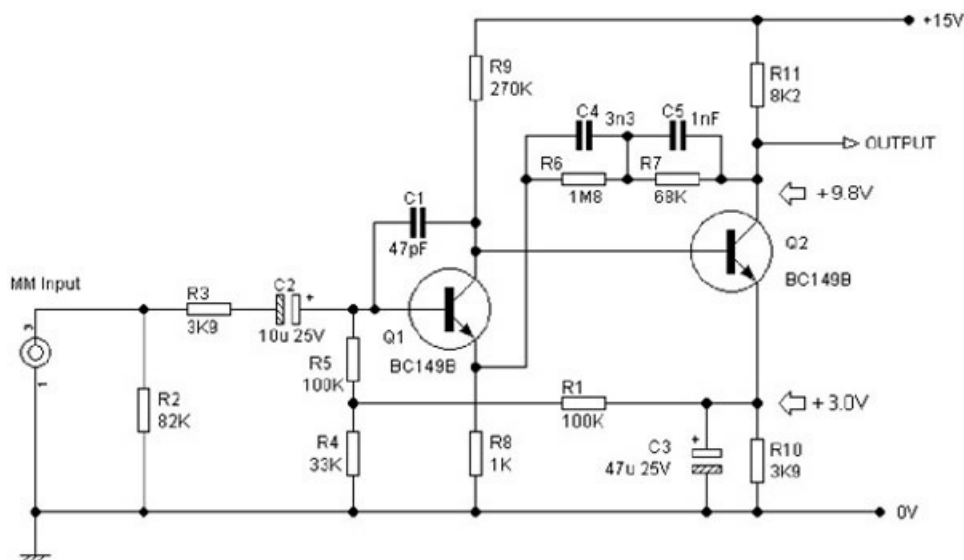 +15V
R9
270K
R11
8K2
C4
3n3
C5
1nF
OUTPUT
R6
1M8
R7
68K
+9.8V
C1
47pF
Q2
BC149B
MM Input
R3
3K9
C2
+
10u 25V
Q1
BC149B
R5
100K
R1
100K
+3.0V
R2
82K
R4
33K
R8
1K
C3
+
47u 25V
R10
3K9
0V
3
1